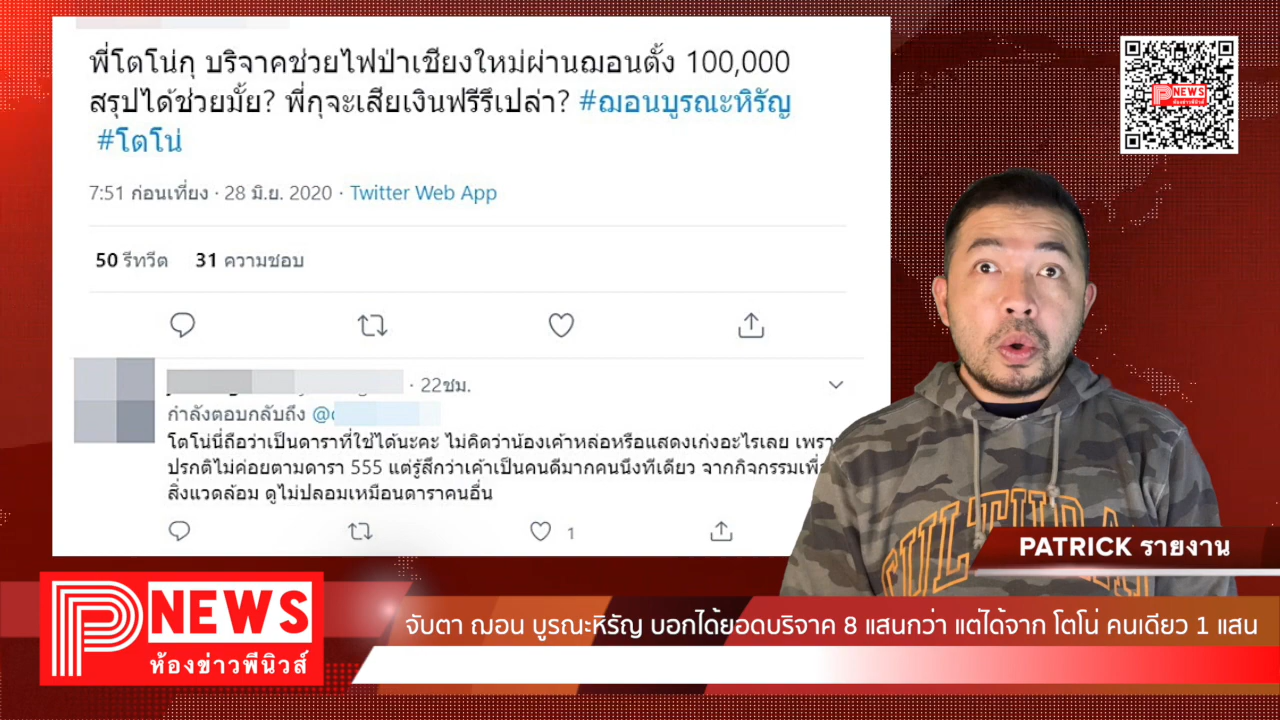 พี่โตโน่กุ บริจาคช่วยไฟป่าเชียงใหม่ผ่านฌอนตั้ง 100,000
สรุปได้ช่วยมั้ย? พี่กุจะเสียเงินฟรีรึเปล่า? #ฌอนบูรณะหิรัญ
#โตโน่
7:51 ก่อนเที่ยง · 28 มิ.ย. 2020 · Twitter Web App
50 รีทวีต 31 ความชอบ
· 22ชม.
กำลังตอบกลับถึง
โตโน่นี่ถือว่าเป็นดาราที่ใช้ได้นะคะ ไม่คิดว่าน้องเค้าหล่อหรือแสดงเก่งอะไรเลย
ปรกติไม่ค่อยตามดารา 555 แต่รู้สึกว่าเค้าเป็นคนดีมากคนนึงทีเดียว จากกิจกรรม
สิ่งแวดล้อม ดูไม่ปลอมเหมือนดาราคนอื่น
1
P NEWS
ห้องข่าวพีนิวส์
PATRICK รายงาน
P NEWS
ห้องข่าวพีนิวส์
จับตา ฌอน บูรณะหิรัญ บอกได้ยอดบริจาค 8 แสนกว่า แต่ได้จาก โตโน่ คนเดียว 1 แสน